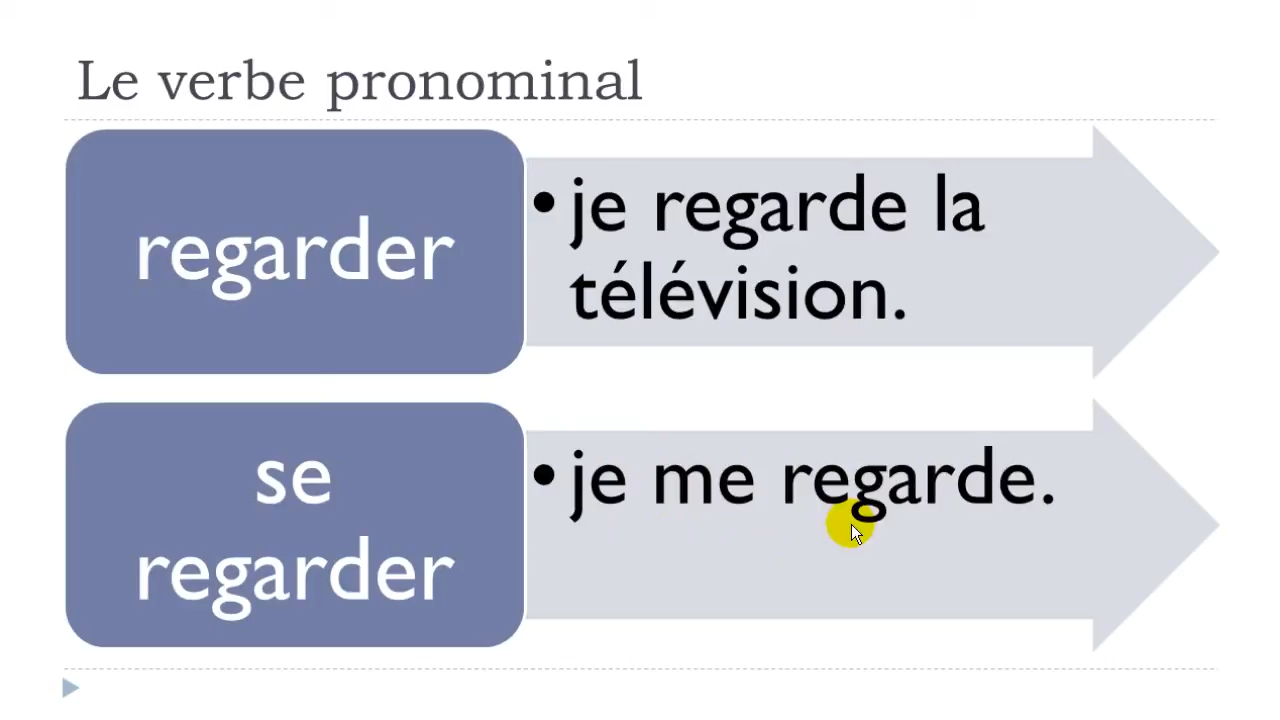 Le verbe pronominal
regarder
• je regarde la
télévision.
se
regarder
• je me regarde.